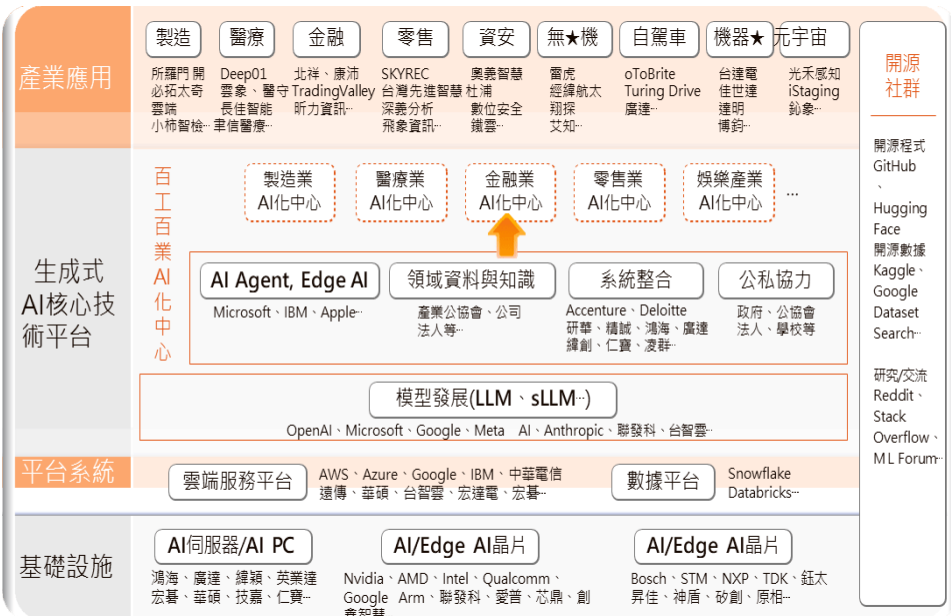 產業應用
製造
醫療
金融
零售
資安
無★機
自駕車
機器★
元宇宙
所羅門 開
必拓太奇
雲端
小柿智檢…
Deep01
雲象、醫守
長佳智能
聿信醫療…
北祥、康沛
TradingValley
昕力資訊…
SKYREC
台灣先進智慧
深義分析
飛象資訊…
奧義智慧
杜浦
數位安全
鐵雲…
雷虎
經緯航太
翔探
艾知…
oToBrite
Turing Drive
廣達…
台達電
佳世達
達明
博鈞…
光禾感知
iStaging
鈊象…
生成式
AI核心技
術平台
百工百業AI化中心
製造業
AI化中心
醫療業
AI化中心
金融業
AI化中心
零售業
AI化中心
娛樂產業
AI化中心
…
AI Agent, Edge AI
Microsoft、IBM、Apple…
領域資料與知識
產業公協會、公司
法人等…
系統整合
Accenture、Deloitte
研華、精誠、鴻海、廣達
緯創、仁寶、凌群…
公私協力
政府、公協會
法人、學校等
模型發展(LLM、sLLM…)
OpenAI、Microsoft、Google、Meta AI、Anthropic、聯發科、台智雲…
平台系統
雲端服務平台
AWS、Azure、Google、IBM、中華電信
遠傳、華碩、台智雲、宏達電、宏碁…
數據平台
Snowflake
Databricks…
基礎設施
AI伺服器/AI PC
鴻海、廣達、緯穎、英業達
宏碁、華碩、技嘉、仁寶…
AI/Edge AI晶片
Nvidia、AMD、Intel、Qualcomm、
Google Arm、聯發科、愛普、芯鼎、創
鑫智慧
AI/Edge AI晶片
Bosch、STM、NXP、TDK、鈺太
昇佳、神盾、矽創、原相…
開源
社群
開源程式
GitHub
、
Hugging
Face
開源數據
Kaggle、
Google
Dataset
Search…
研究/交流
Reddit、
Stack
Overflow、
ML Forum…